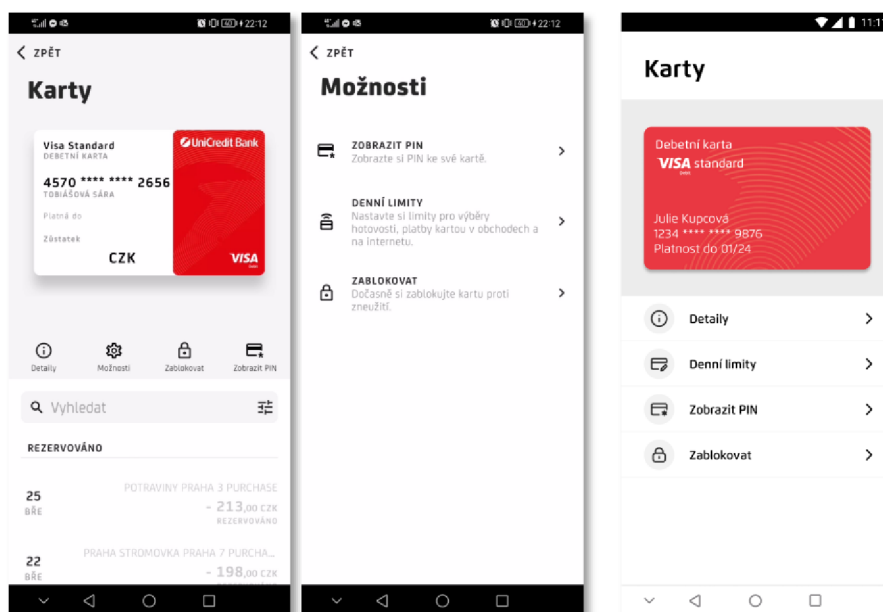 22:12
ZPĚT
Karty
Visa Standard
DEBETNÍ KARTA
UniCredit Bank
4570 **** **** 2656
TOBIÁŠOVÁ SÁRA
Platná do
Zůstatek
CZK
VISA
Detaily
Možnosti
Zablokovat
Zobrazit PIN
Vyhledat
REZERVOVÁNO
25
BŘE
POTRAVINY PRAHA 3 PURCHASE
- 213,00 CZK
REZERVOVÁNO
22
BŘE
PRAHA STROMOVKA PRAHA 7 PURCHA...
- 198,00 CZK
22:12
ZPĚT
Možnosti
ZOBRAZIT PIN
Zobrazte si PIN ke své kartě.
DENNÍ LIMITY
Nastavte si limity pro výběry
hotovosti, platby kartou v obchodech a
na internetu.
ZABLOKOVAT
Dočasně si zablokujte kartu proti
zneužití.
Karty
Debetní karta
VISA standard
Julie Kupcová
1234 **** **** 9876
Platnost do 01/24
Detaily
Denní limity
Zobrazit PIN
Zablokovat